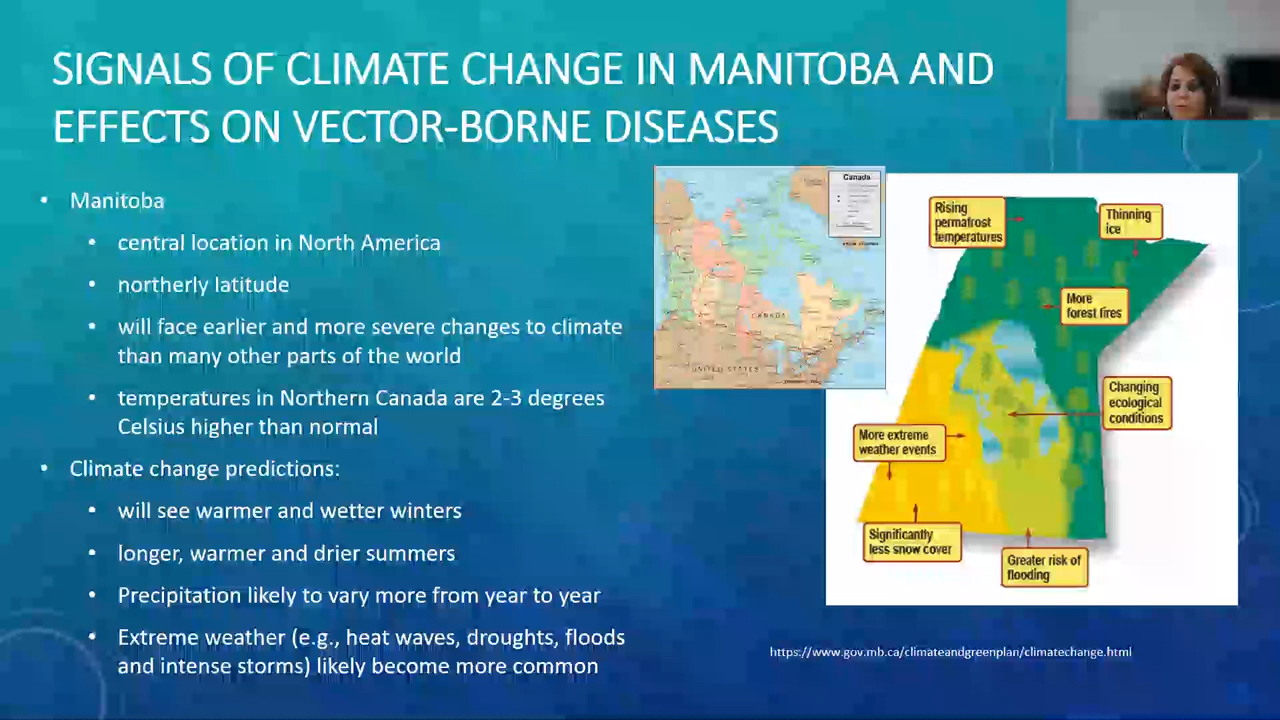 SIGNALS OF CLIMATE CHANGE IN MANITOBA AND
EFFECTS ON VECTOR-BORNE DISEASES
• Manitoba
• central location in North America
• northerly latitude
• will face earlier and more severe changes to climate
than many other parts of the world
• temperatures in Northern Canada are 2-3 degrees
Celsius higher than normal
• Climate change predictions:
• will see warmer and wetter winters
• longer, warmer and drier summers
• Precipitation likely to vary more from year to year
• Extreme weather (e.g., heat waves, droughts, floods
and intense storms) likely become more common
Canada
CANADA
UNITED STATES
Rising
permafrost
temperatures
Thinning
ice
More
forest fires
Changing
ecological
conditions
More extreme
weather events
Significantly
less snow cover
Greater risk of
flooding
https://www.gov.mb.ca/climateandgreenplan/climatechange.html